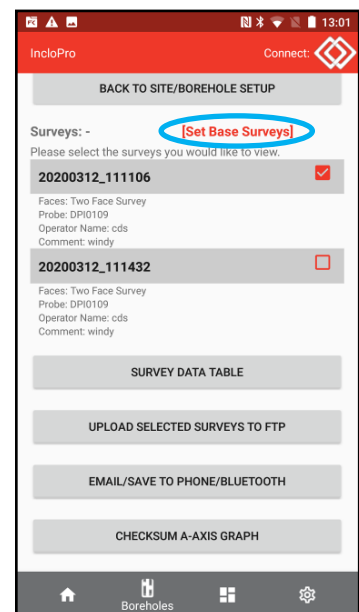 13:01
IncloPro Connect:
BACK TO SITE/BOREHOLE SETUP
Surveys: - [Set Base Surveys]
Please select the surveys you would like to view.
20200312_111106
Faces: Two Face Survey
Probe: DPI0109
Operator Name: cds
Comment: windy
20200312_111432
Faces: Two Face Survey
Probe: DPI0109
Operator Name: cds
Comment: windy
SURVEY DATA TABLE
UPLOAD SELECTED SURVEYS TO FTP
EMAIL/SAVE TO PHONE/BLUETOOTH
CHECKSUM A-AXIS GRAPH
Boreholes